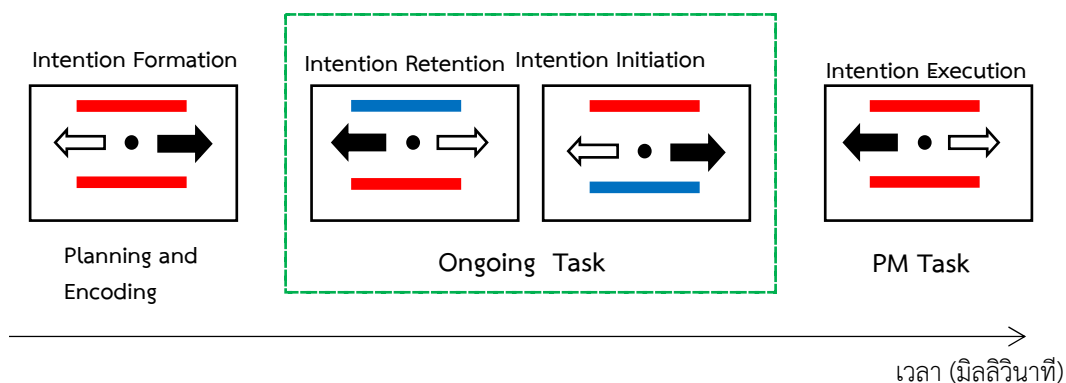 Intention Formation
Intention Retention
Intention Initiation
Intention Execution
Planning and
Encoding
Ongoing Task
PM Task
เวลา (มิลลิวินาที)